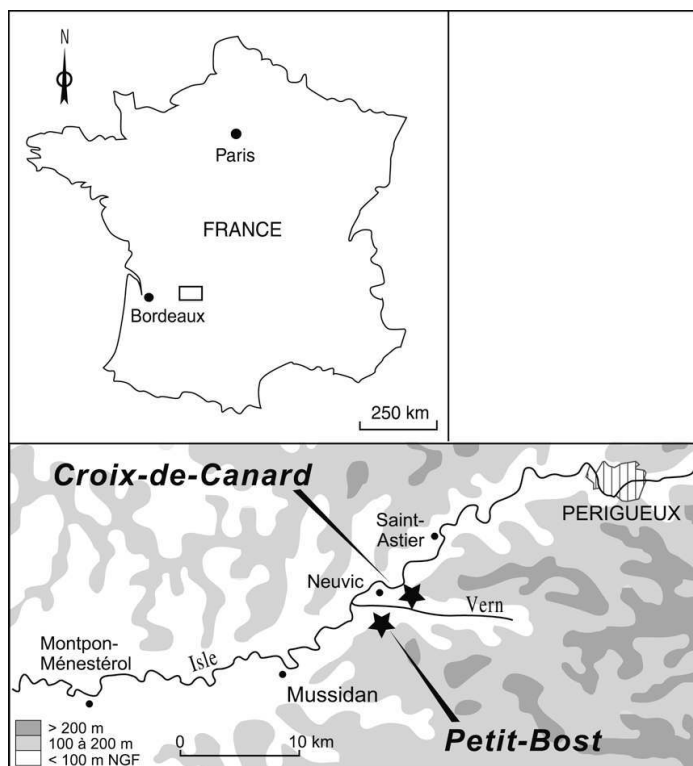 N
Paris
FRANCE
Bordeaux
250 km
Croix-de-Canard
Saint-
Astier
PERIGUEUX
Neuvic
Vern
Montpon-
Ménestérol
Isle
Mussidan
> 200 m
100 à 200 m
< 100 m NGF
0 10 km
Petit-Bost